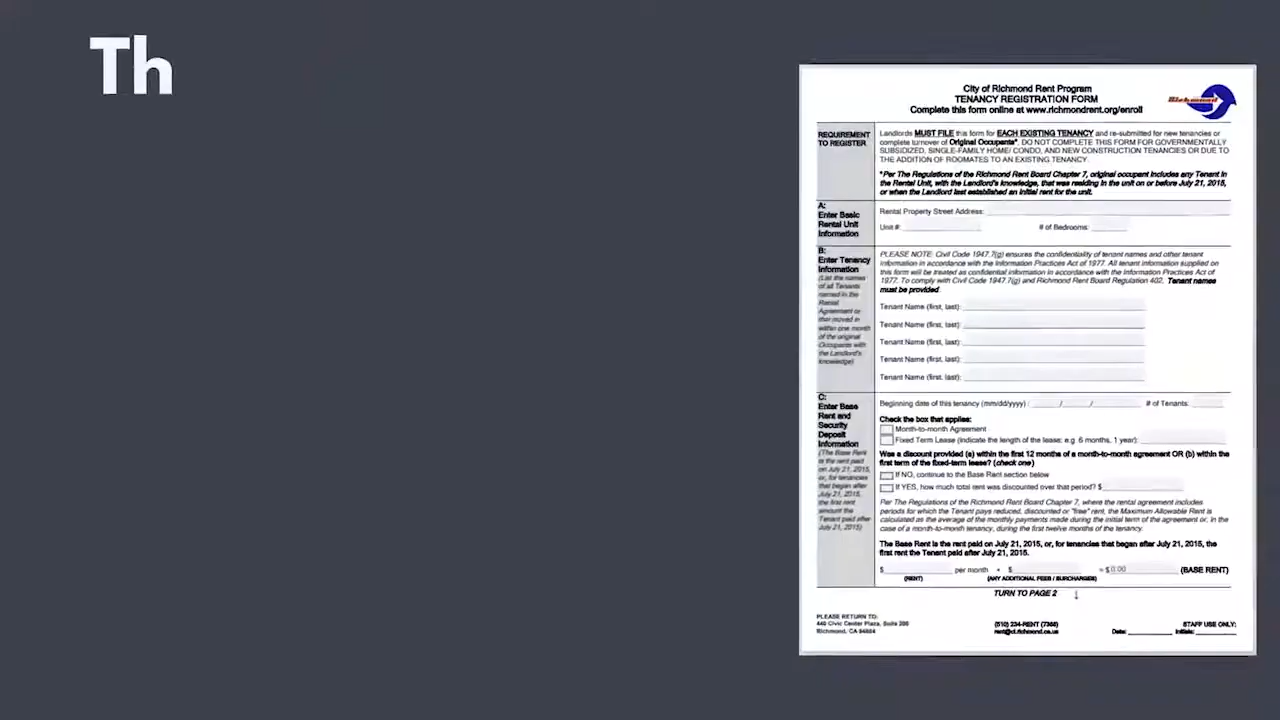 Th
City of Richmond Rent Program
TENANCY REGISTRATION FORM
Complete this form online at www.richmondrent.org/enroll
Richmond
REQUIREMENT
TO REGISTER
Landlords MUST FILE this form for EACH EXISTING TENANCY and re-submitted for new tenancies or
complete turnover of Original Occupants*. DO NOT COMPLETE THIS FORM FOR GOVERNMENTALLY
SUBSIDIZED, SINGLE-FAMILY HOME/ CONDO, AND NEW CONSTRUCTION TENANCIES OR DUE TO
THE ADDITION OF ROOMATES TO AN EXISTING TENANCY.
*Per The Regulations of the Richmond Rent Board Chapter 7, original occupant includes any Tenant in
the Rental Unit, with the Landlord's knowledge, that was residing in the unit on or before July 21, 2015,
or when the Landlord last established an initial rent for the unit.
A:
Enter Basic
Rental Unit
Information
Rental Property Street Address:
Unit #:
# of Bedrooms:
B:
Enter Tenancy
Information
(List the names
of all Tenants
named in the
Rental
Agreement or
that moved in
within one month
of the original
Occupants with
the Landlord's
knowledge)
PLEASE NOTE: Civil Code 1947.7(g) ensures the confidentiality of tenant names and other tenant
information in accordance with the Information Practices Act of 1977. All tenant information supplied on
this form will be treated as confidential information in accordance with the Information Practices Act of
1977. To comply with Civil Code 1947.7(g) and Richmond Rent Board Regulation 402, Tenant names
must be provided.
Tenant Name (first, last):
Tenant Name (first, last):
Tenant Name (first, last):
Tenant Name (first, last):
Tenant Name (first, last):
C:
Enter Base
Rent and
Security
Deposit
Information
(The Base Rent
is the rent paid
on July 21, 2015,
or, for tenancies
that began after
July 21, 2015,
the first rent
amount the
Tenant paid after
July 21, 2015)
Beginning date of this tenancy (mm/dd/yyyy) : / / # of Tenants:
Check the box that applies:
Month-to-month Agreement
Fixed Term Lease (indicate the length of the lease: e.g. 6 months, 1 year):
Was a discount provided (a) within the first 12 months of a month-to-month agreement OR (b) within the
first term of the fixed-term lease? (check one)
If NO, continue to the Base Rent section below
If YES, how much total rent was discounted over that period? $
Per The Regulations of the Richmond Rent Board Chapter 7, where the rental agreement includes
periods for which the Tenant pays reduced, discounted or "free" rent, the Maximum Allowable Rent is
calculated as the average of the monthly payments made during the initial term of the agreement or, in the
case of a month-to-month tenancy, during the first twelve months of the tenancy.
The Base Rent is the rent paid on July 21, 2015, or, for tenancies that began after July 21, 2015, the
first rent the Tenant paid after July 21, 2015.
$ per month + $ = $ 0.00 (BASE RENT)
(RENT) (ANY ADDITIONAL FEES / SURCHARGES)
TURN TO PAGE 2
PLEASE RETURN TO:
440 Civic Center Plaza, Suite 200
Richmond, CA 94804
(510) 234-RENT (7368)
rent@ci.richmond.ca.us
STAFF USE ONLY:
Date: Initials: